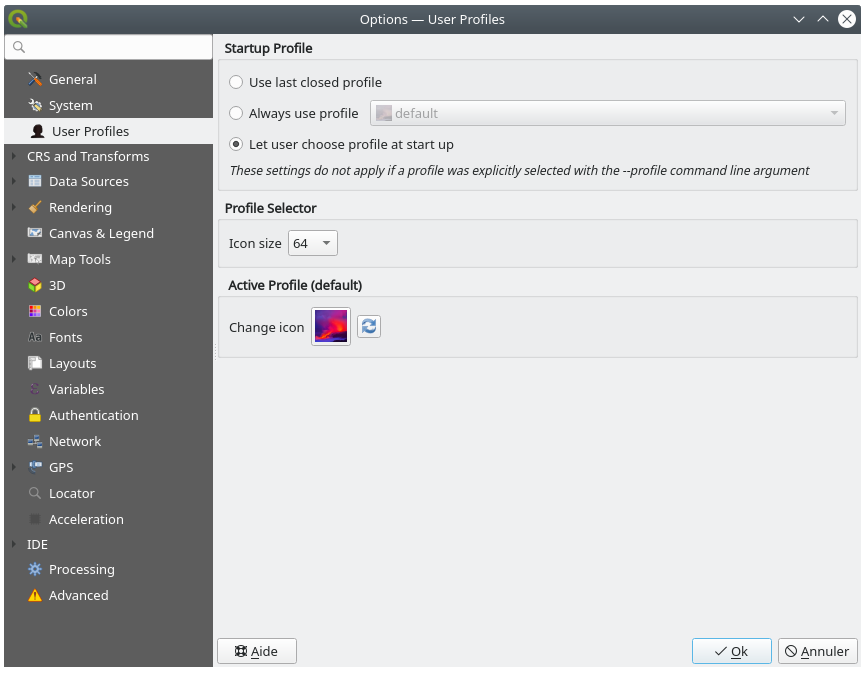 Options — User Profiles
General
System
User Profiles
CRS and Transforms
Data Sources
Rendering
Canvas & Legend
Map Tools
3D
Colors
Fonts
Layouts
Variables
Authentication
Network
GPS
Locator
Acceleration
IDE
Processing
Advanced
Startup Profile
Use last closed profile
Always use profile default
Let user choose profile at start up
These settings do not apply if a profile was explicitly selected with the --profile command line argument
Profile Selector
Icon size 64
Active Profile (default)
Change icon
Aide Ok Annuler